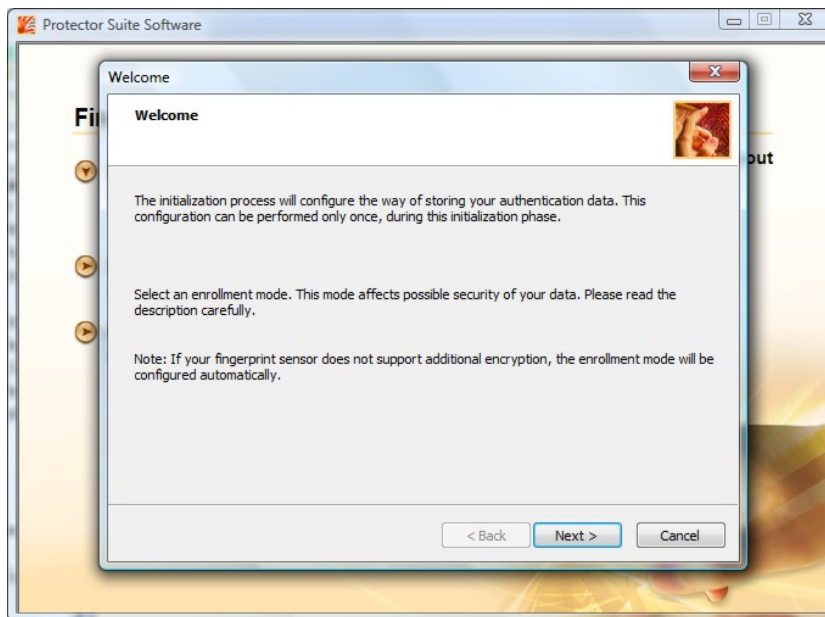 Protector Suite Software
Welcome
Welcome
The initialization process will configure the way of storing your authentication data. This
configuration can be performed only once, during this initialization phase.
Select an enrollment mode. This mode affects possible security of your data. Please read the
description carefully.
Note: If your fingerprint sensor does not support additional encryption, the enrollment mode will be
configured automatically.
< Back
Next >
Cancel